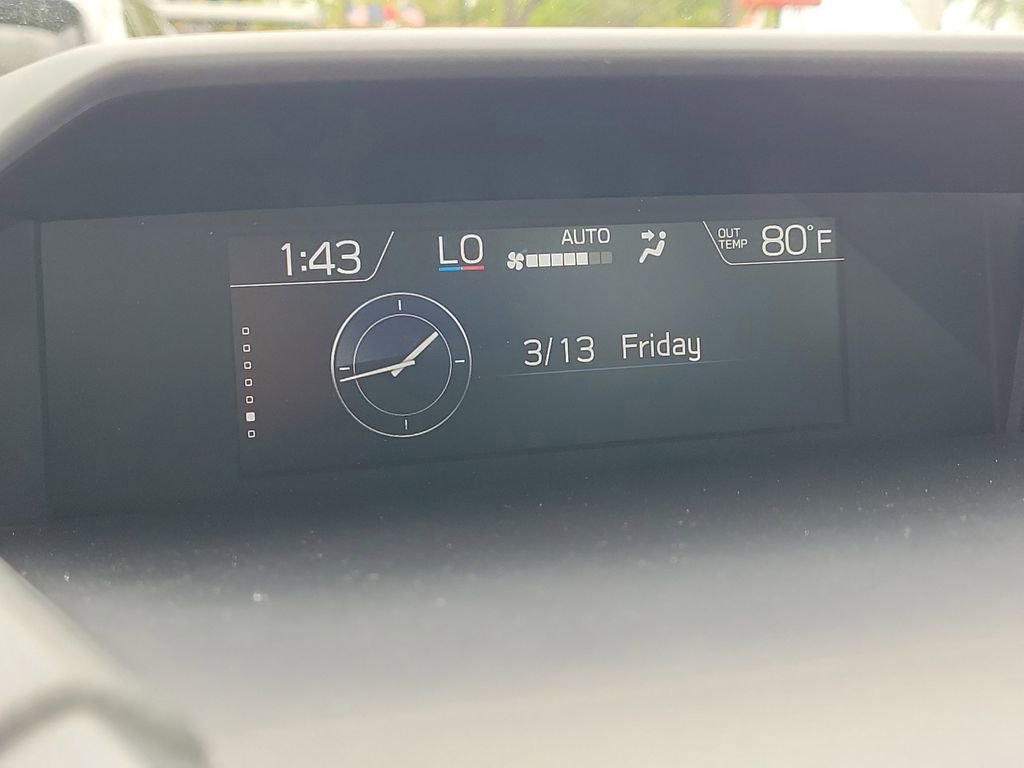 1:43
LO
AUTO
OUT
TEMP
80°F
3/13 Friday